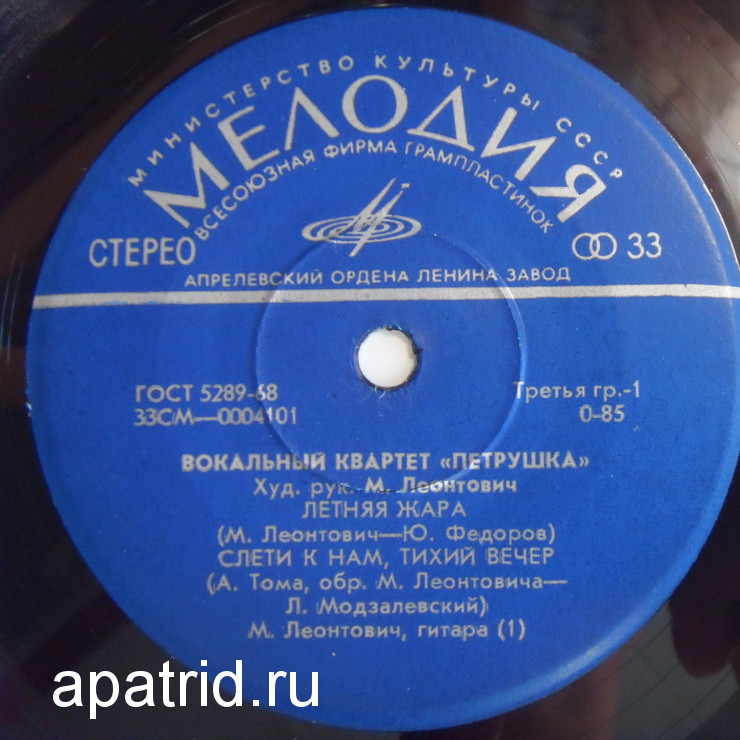 МИНИСТЕРСТВО КУЛЬТУРЫ СССР
МЕЛОДИЯ
ВСЕСОЮЗНАЯ ФИРМА ГРАМПЛАСТИНОК
СТЕРЕО
33
АПРЕЛЕВСКИЙ ОРДЕНА ЛЕНИНА ЗАВОД
ГОСТ 5289-68
Третья гр.-1
33СМ—0004101
0-85
ВОКАЛЬНЫЙ КВАРТЕТ «ПЕТРУШКА»
Худ. рук. М. Леонтович
ЛЕТНЯЯ ЖАРА
(М. Леонтович—Ю. Федоров)
СЛЕТИ К НАМ, ТИХИЙ ВЕЧЕР
(А. Тома, обр. М. Леонтовича—
Л. Модзалевский)
М. Леонтович, гитара (1)
apatrid.ru